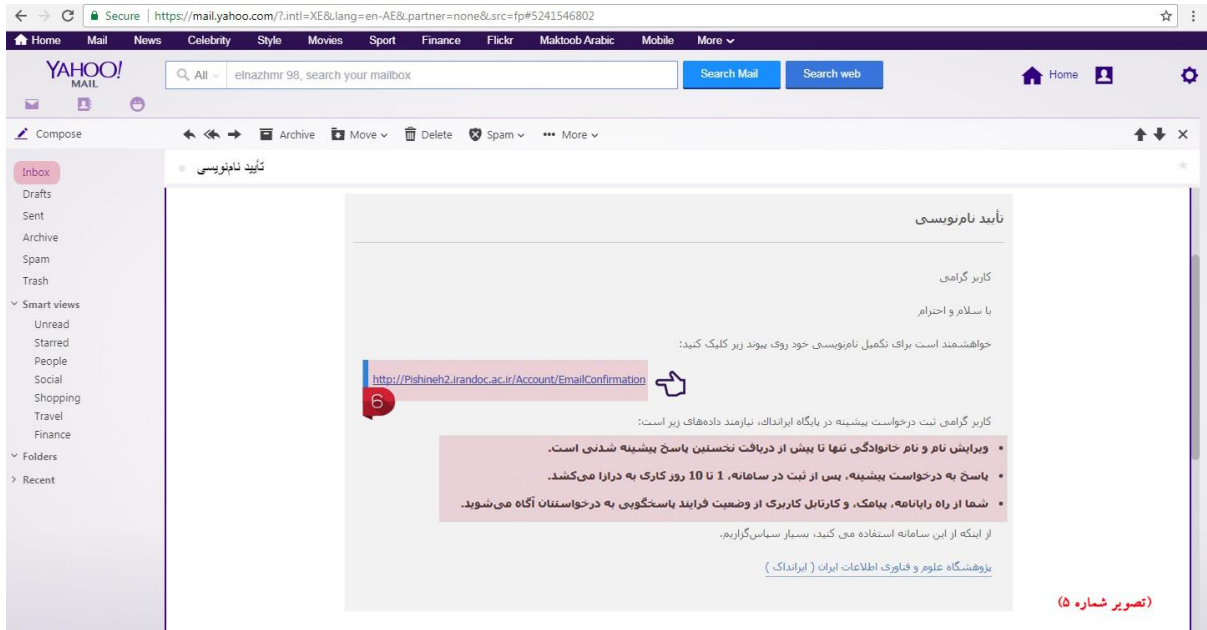 Secure https://mail.yahoo.com/?.intl=XE&.lang=en-AE&.partner=none&.src=fp#5241546802
Home Mail News Celebrity Style Movies Sport Finance Flickr Maktoob Arabic Mobile More
YAHOO!
MAIL
All elnazhmr 98, search your mailbox Search Mail Search web Home
Compose Archive Move Delete Spam More
تأیید نام‌نویسی
Inbox
Drafts
Sent
Archive
Spam
Trash
Smart views
Unread
Starred
People
Social
Shopping
Travel
Finance
Folders
Recent
تأیید نام‌نویسی
کاربر گرامی
با سلام و احترام
خواهشمند است برای تکمیل نام‌نویسی خود روی پیوند زیر کلیک کنید:
http://Pishineh2.irandoc.ac.ir/Account/EmailConfirmation
6
کاربر گرامی ثبت درخواست پیشینه در پایگاه ایرانداک، نیازمند داده‌های زیر است:
• ویرایش نام و نام خانوادگی تنها تا پیش از دریافت نخستین پاسخ پیشینه شدنی است.
• پاسخ به درخواست پیشینه، پس از ثبت در سامانه، 1 تا 10 روز کاری به درازا می‌کشد.
• شما از راه رایانامه، پیامک، و کارتابل کاربری از وضعیت فرایند پاسخگویی به درخواستتان آگاه می‌شوید.
از اینکه از این سامانه استفاده می کنید، بسیار سپاس‌گزاریم.
پژوهشگاه علوم و فناوری اطلاعات ایران ( ایرانداک )
(تصویر شماره ۵)